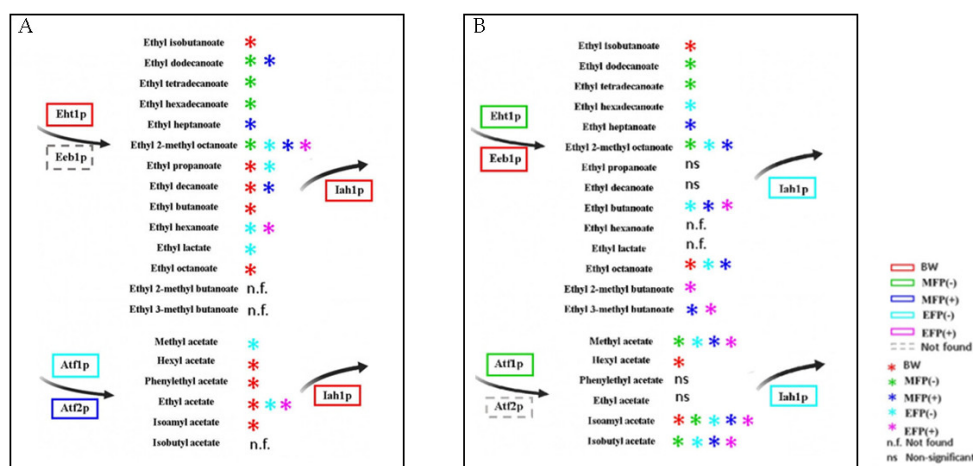 A
Ethyl isobutanoate *
Ethyl dodecanoate * *
Ethyl tetradecanoate *
Ethyl hexadecanoate *
Ethyl heptanoate *
Ethyl 2-methyl octanoate * * * *
Ethyl propanoate * *
Ethyl decanoate * *
Ethyl butanoate *
Ethyl hexanoate * *
Ethyl lactate *
Ethyl octanoate *
Ethyl 2-methyl butanoate n.f.
Ethyl 3-methyl butanoate n.f.
Eht1p
Eeb1p
Iah1p
Methyl acetate *
Hexyl acetate *
Phenylethyl acetate *
Ethyl acetate * * *
Isoamyl acetate *
Isobutyl acetate n.f.
Atf1p
Atf2p
Iah1p
B
Ethyl isobutanoate *
Ethyl dodecanoate *
Ethyl tetradecanoate *
Ethyl hexadecanoate *
Ethyl heptanoate *
Ethyl 2-methyl octanoate * * *
Ethyl propanoate ns
Ethyl decanoate ns
Ethyl butanoate * * *
Ethyl hexanoate n.f.
Ethyl lactate n.f.
Ethyl octanoate * * *
Ethyl 2-methyl butanoate *
Ethyl 3-methyl butanoate * *
Eht1p
Eeb1p
Iah1p
Methyl acetate * * * *
Hexyl acetate *
Phenylethyl acetate ns
Ethyl acetate ns
Isoamyl acetate * * * * *
Isobutyl acetate * * * *
Atf1p
Atf2p
Iah1p
BW
MFP(-)
MFP(+)
EFP(-)
EFP(+)
Not found
* BW
* MFP(-)
* MFP(+)
* EFP(-)
* EFP(+)
n.f. Not found
ns Non-significant